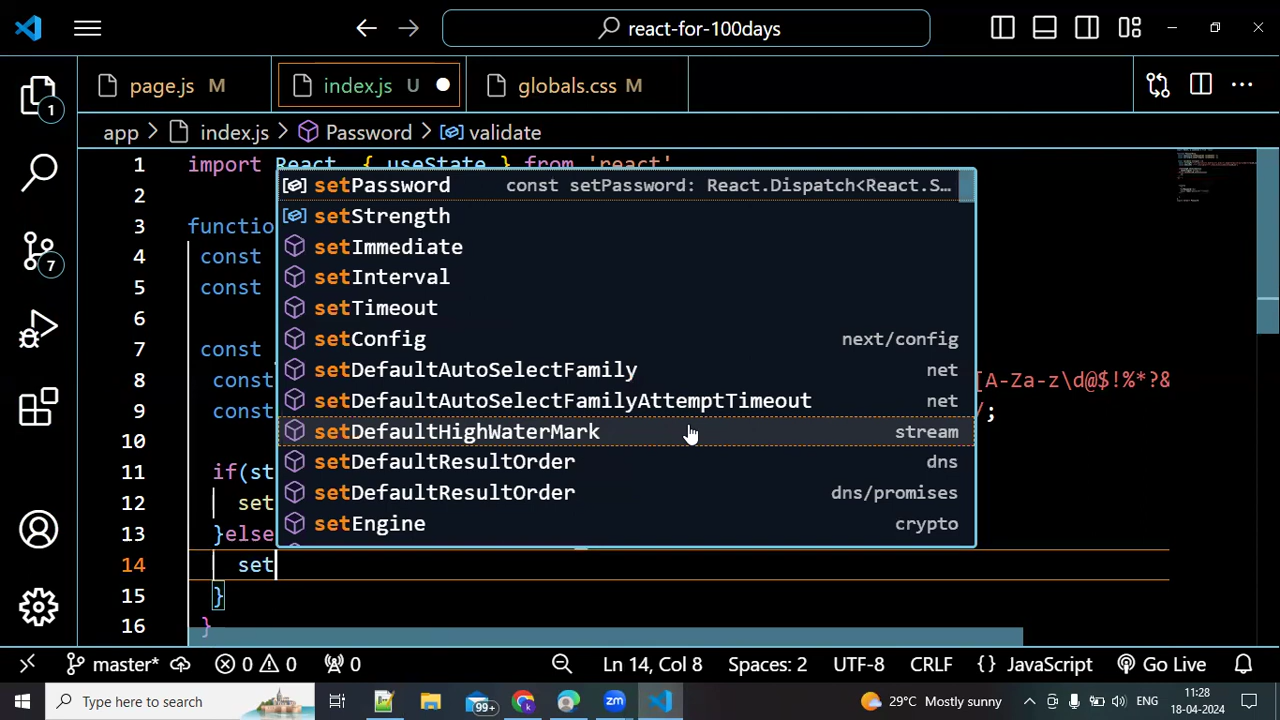 react-for-100days
page.js M
index.js U
globals.css M
app > index.js > Password > validate
1 import React, { useState } from 'react'
2
3 functio
4 const
5 const
6
7 const
8 const [A-Za-z\d@$!%*?&
9 const /;
10
11 if(st
12 set
13 }else
14 set
15 }
16 }
setPassword const setPassword: React.Dispatch<React.S…
setStrength
setImmediate
setInterval
setTimeout
setConfig next/config
setDefaultAutoSelectFamily net
setDefaultAutoSelectFamilyAttemptTimeout net
setDefaultHighWaterMark stream
setDefaultResultOrder dns
setDefaultResultOrder dns/promises
setEngine crypto
1
7
master* 0 0 0 Ln 14, Col 8 Spaces: 2 UTF-8 CRLF {} JavaScript Go Live
Type here to search
99+
zm
29°C Mostly sunny
ENG
11:28
18-04-2024